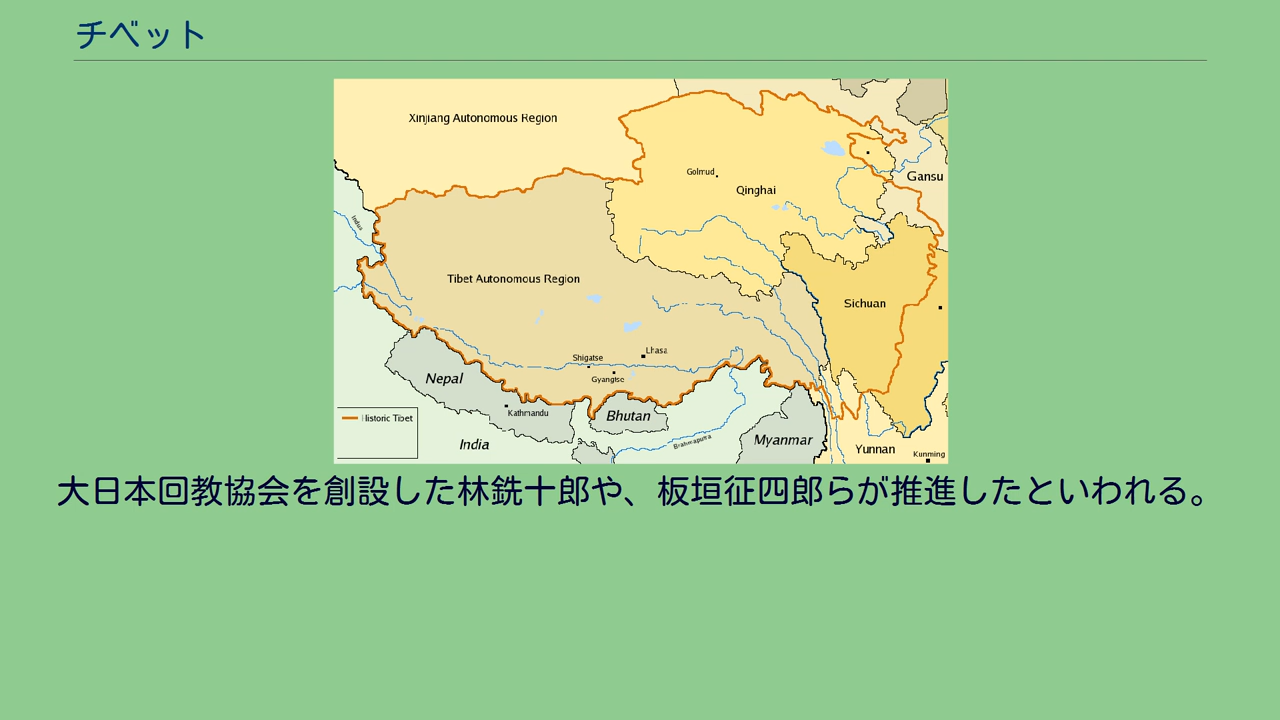 チベット
Xinjiang Autonomous Region
Golmud
Qinghai
Gansu
Indus
Tibet Autonomous Region
Sichuan
Lhasa
Shigatse
Gyangtse
Nepal
Kathmandu
Bhutan
Historic Tibet
India
Brahmaputra
Myanmar
Yunnan
Kunming
大日本回教協会を創設した林銑十郎や、板垣征四郎らが推進したといわれる。